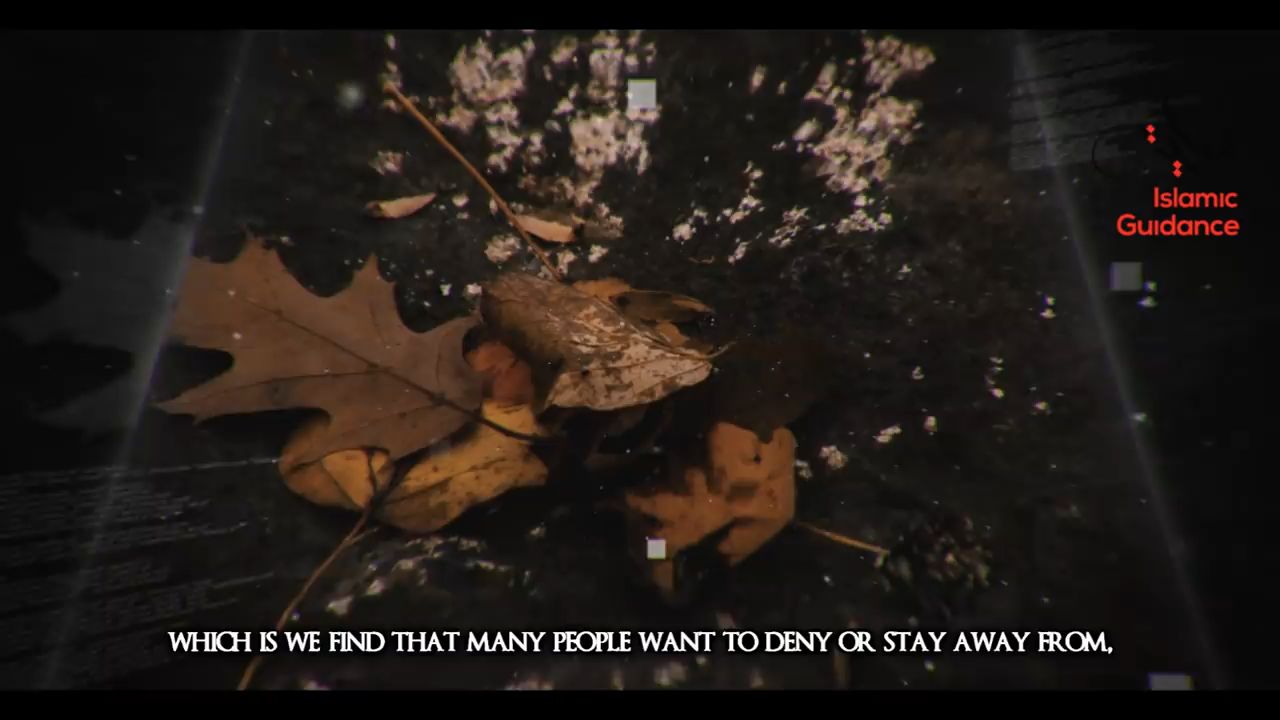 Islamic
Guidance
WHICH IS WE FIND THAT MANY PEOPLE WANT TO DENY OR STAY AWAY FROM,